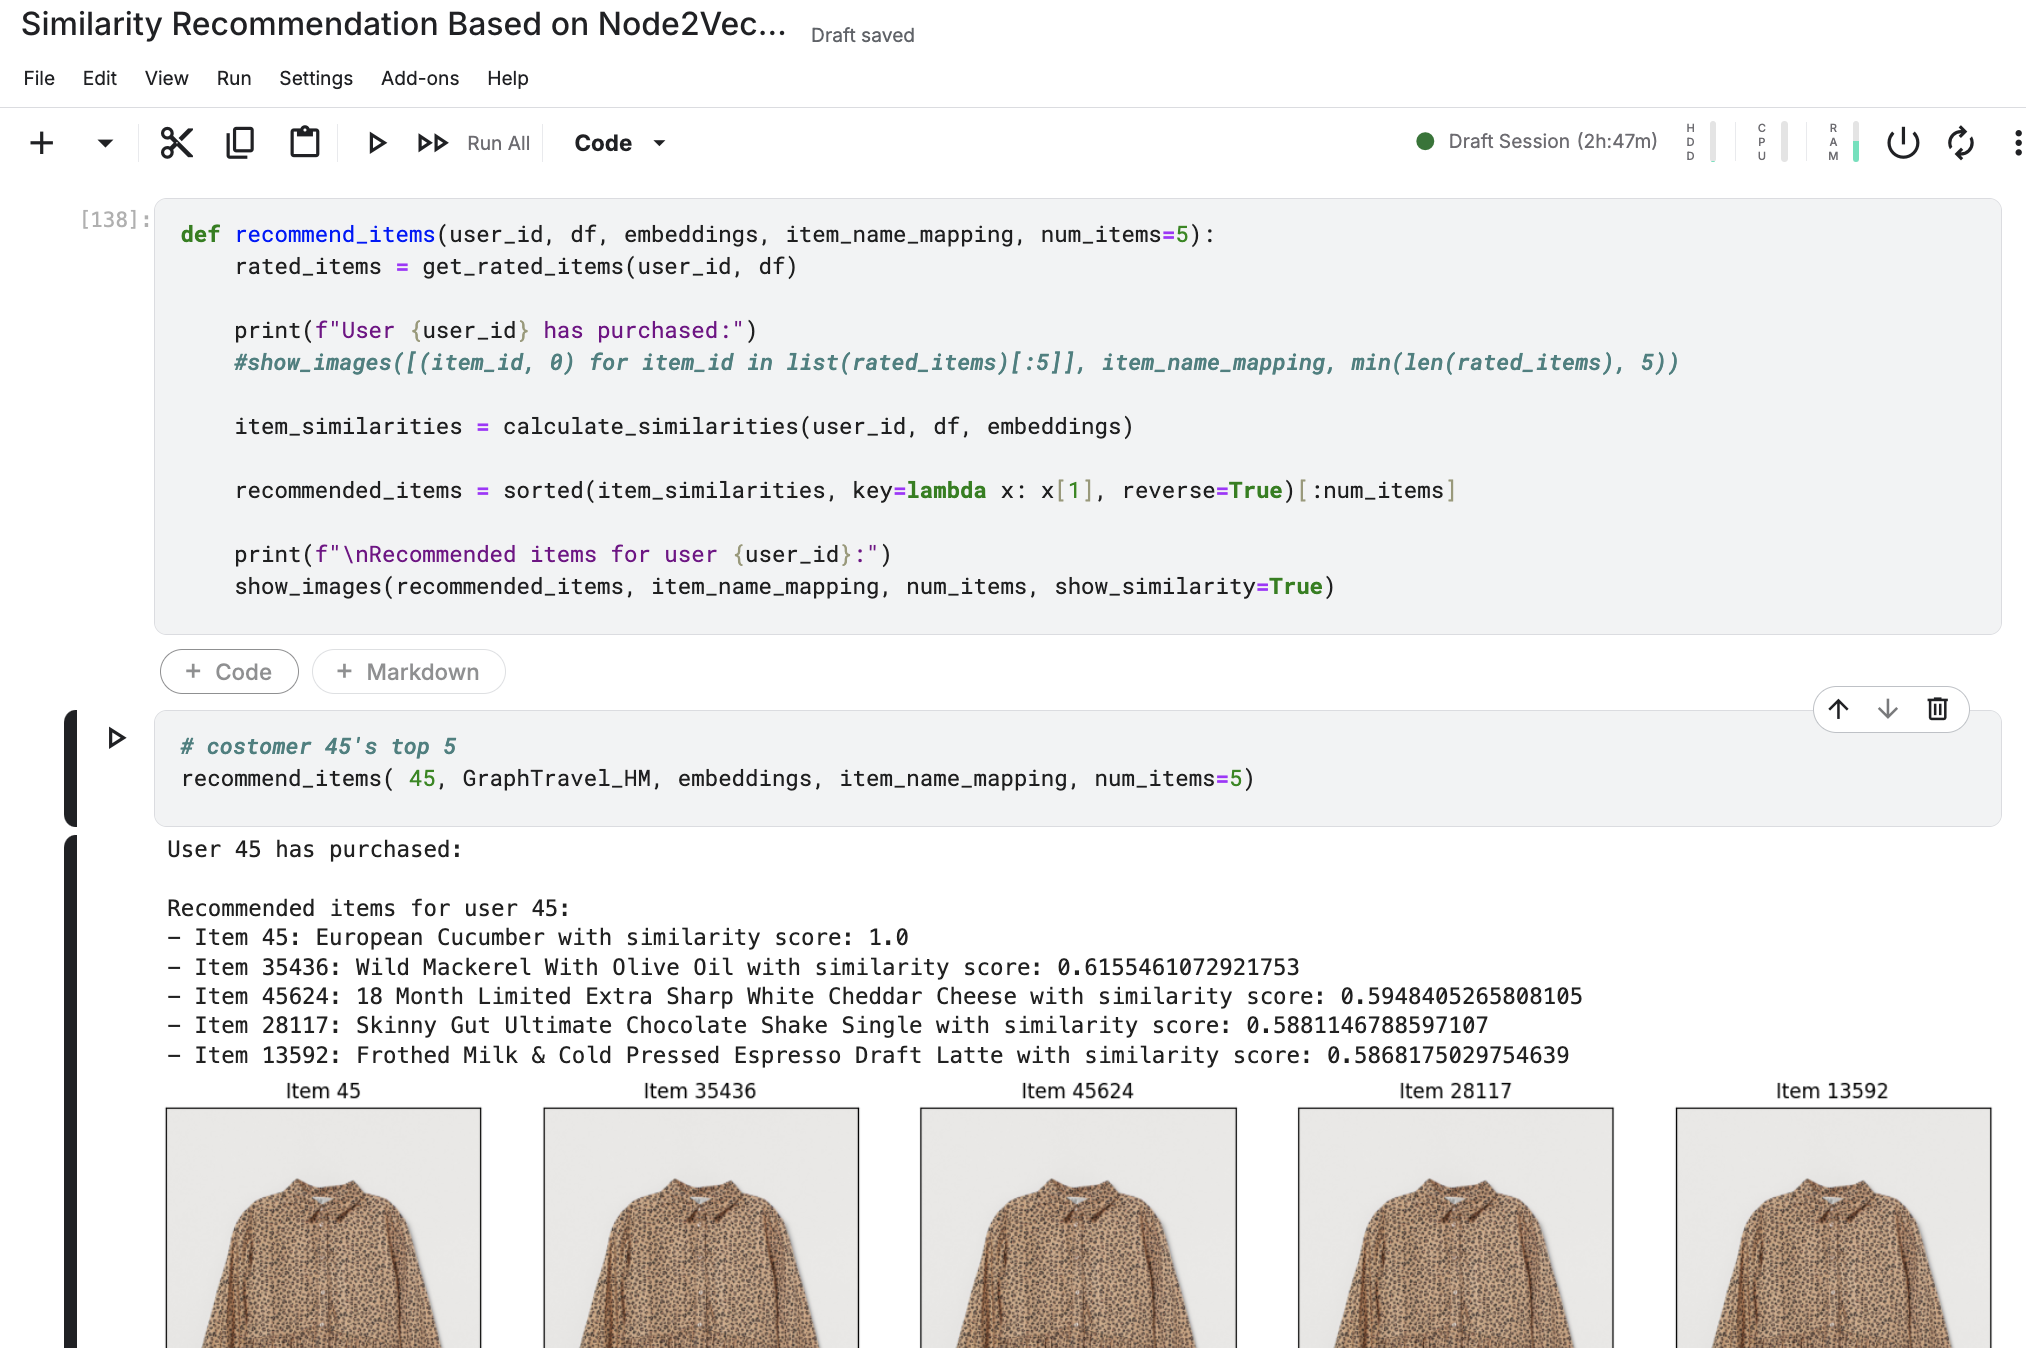 Similarity Recommendation Based on Node2Vec... Draft saved
File Edit View Run Settings Add-ons Help
Run All Code Draft Session (2h:47m) HDD CPU RAM
[138]:
def recommend_items(user_id, df, embeddings, item_name_mapping, num_items=5):
    rated_items = get_rated_items(user_id, df)
    print(f"User {user_id} has purchased:")
    #show_images([(item_id, 0) for item_id in list(rated_items)[:5]], item_name_mapping, min(len(rated_items), 5))
    item_similarities = calculate_similarities(user_id, df, embeddings)
    recommended_items = sorted(item_similarities, key=lambda x: x[1], reverse=True)[:num_items]
    print(f"\nRecommended items for user {user_id}:")
    show_images(recommended_items, item_name_mapping, num_items, show_similarity=True)
+ Code + Markdown
# costomer 45's top 5
recommend_items( 45, GraphTravel_HM, embeddings, item_name_mapping, num_items=5)
User 45 has purchased:
Recommended items for user 45:
- Item 45: European Cucumber with similarity score: 1.0
- Item 35436: Wild Mackerel With Olive Oil with similarity score: 0.6155461072921753
- Item 45624: 18 Month Limited Extra Sharp White Cheddar Cheese with similarity score: 0.5948405265808105
- Item 28117: Skinny Gut Ultimate Chocolate Shake Single with similarity score: 0.5881146788597107
- Item 13592: Frothed Milk & Cold Pressed Espresso Draft Latte with similarity score: 0.5868175029754639
Item 45 Item 35436 Item 45624 Item 28117 Item 13592